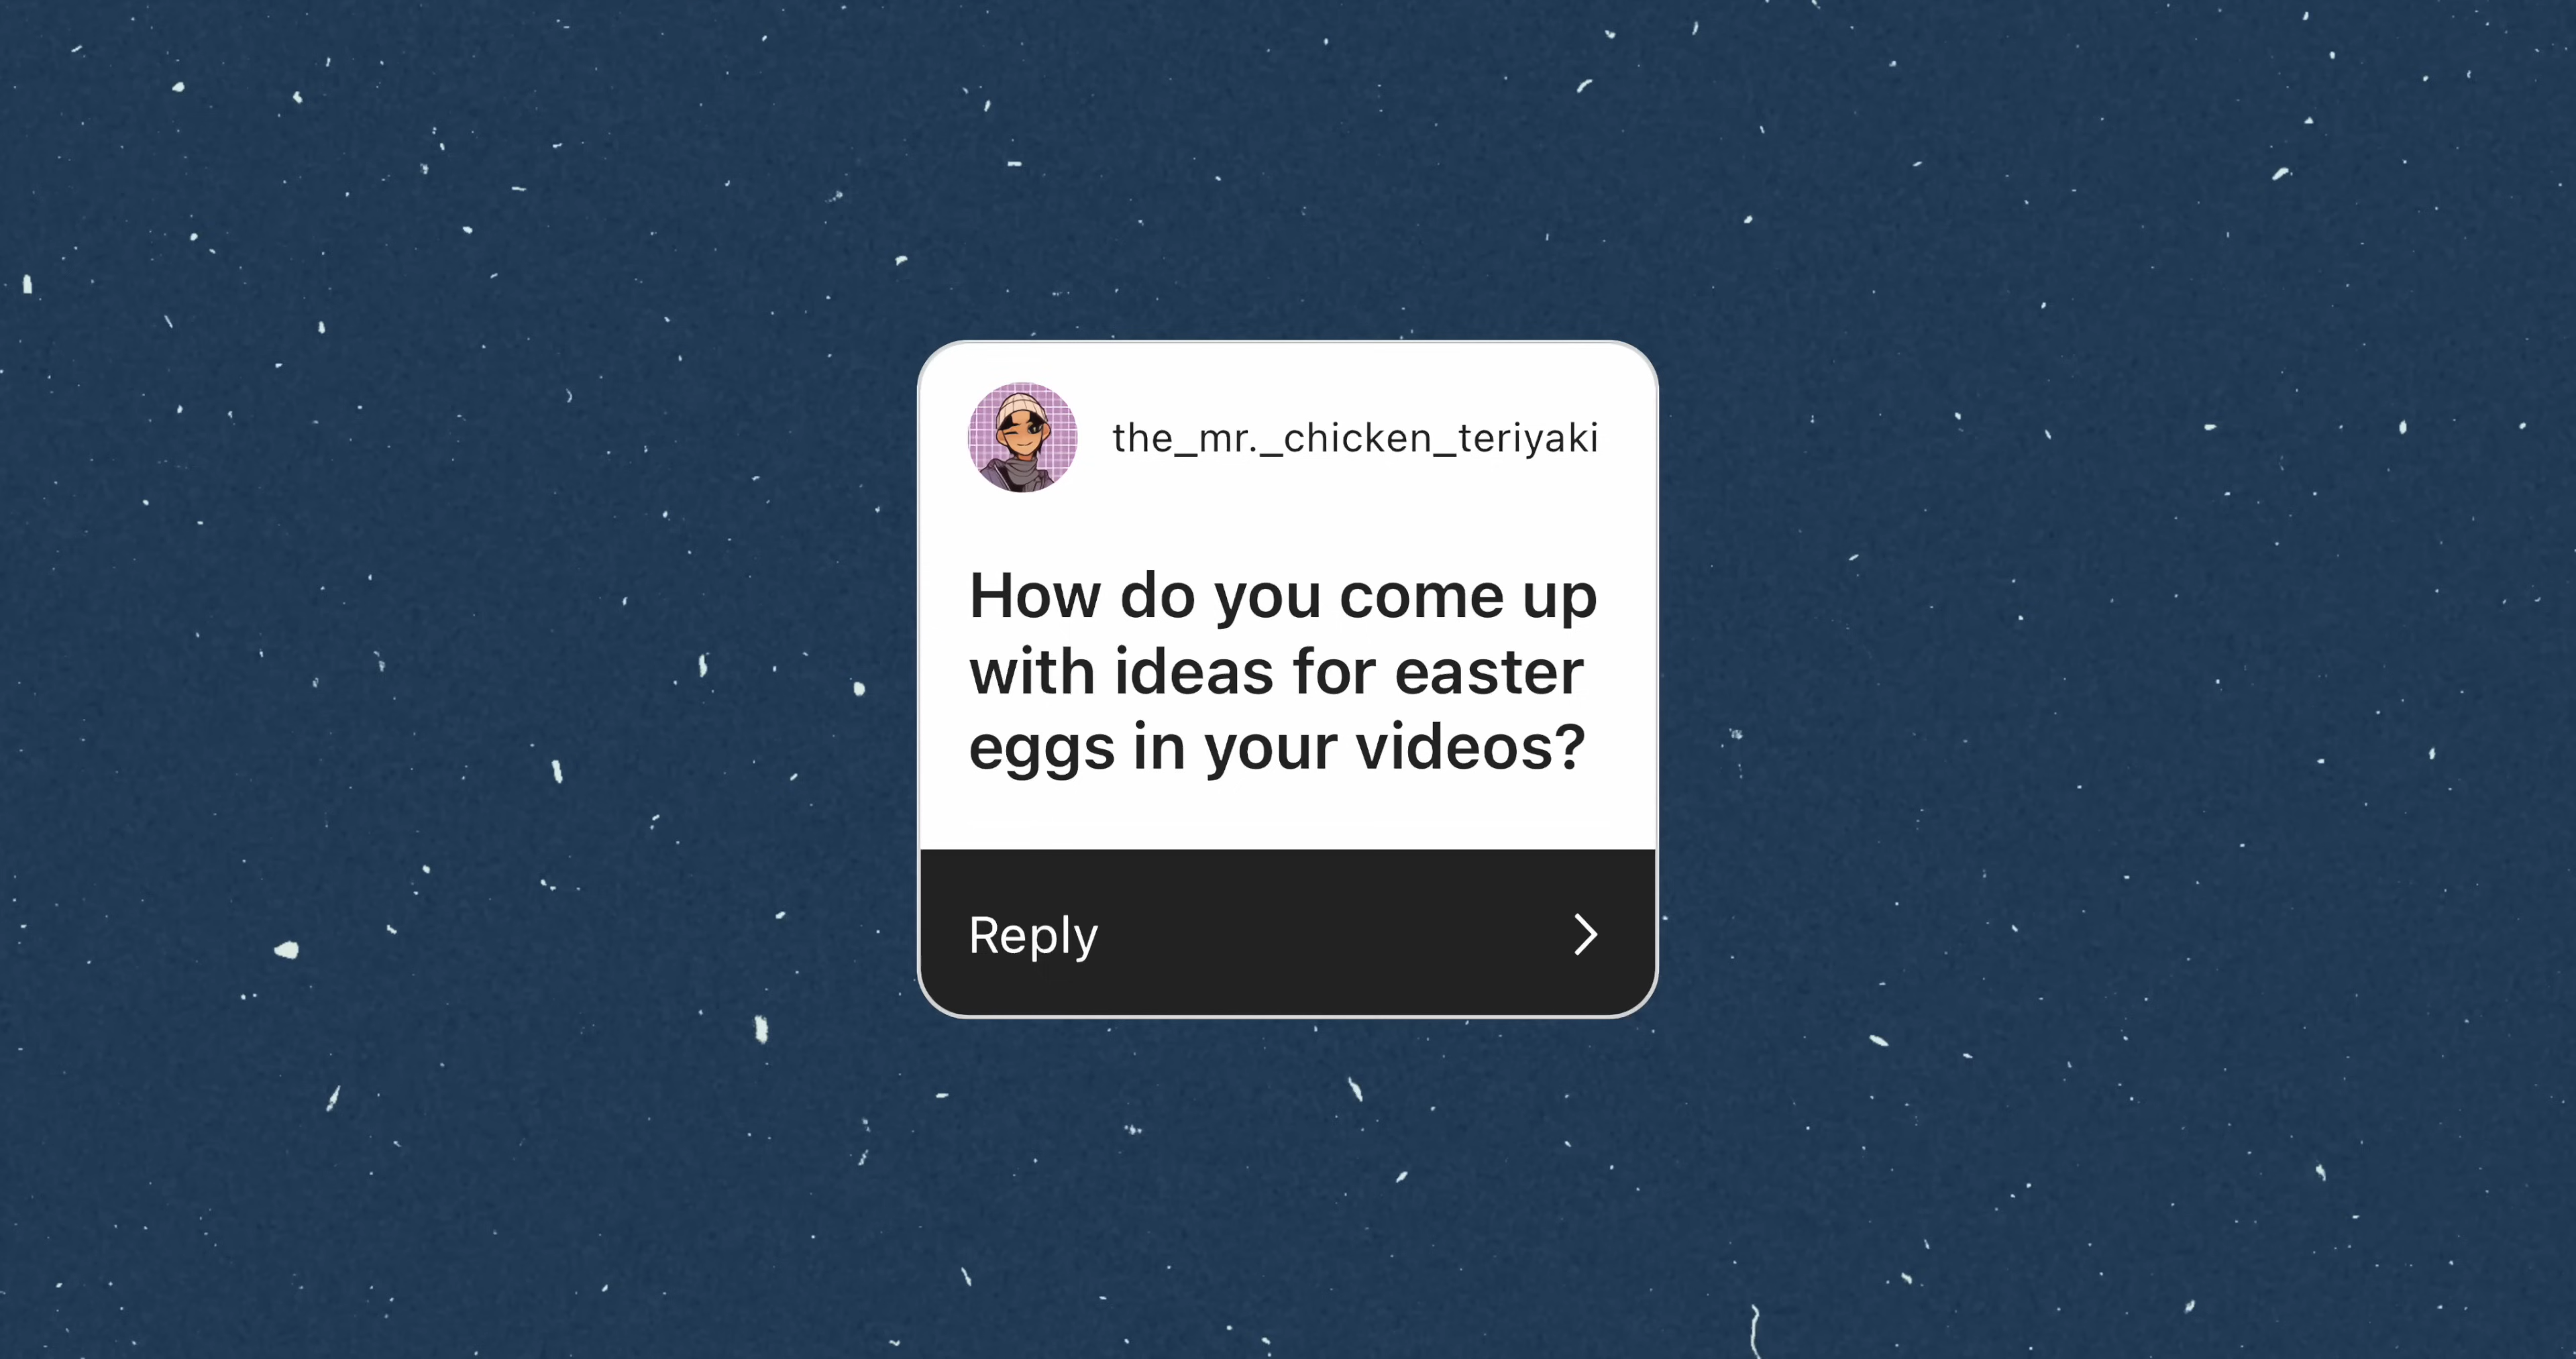 the_mr._chicken_teriyaki
How do you come up
with ideas for easter
eggs in your videos?
Reply